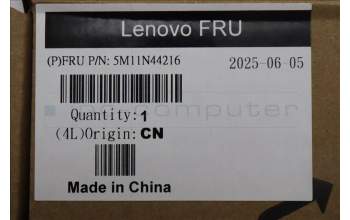 Lenovo FRU
(P)FRU P/N: 5M11N44216
2025-06-05
Quantity:1
(4L)Origin:CN
Made in China